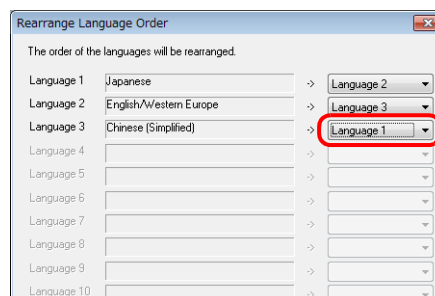 Rearrange Language Order
The order of the languages will be rearranged.
Language 1 Japanese -> Language 2
Language 2 English/Western Europe -> Language 3
Language 3 Chinese (Simplified) -> Language 1
Language 4 ->
Language 5 ->
Language 6 ->
Language 7 ->
Language 8 ->
Language 9 ->
Language 10 ->